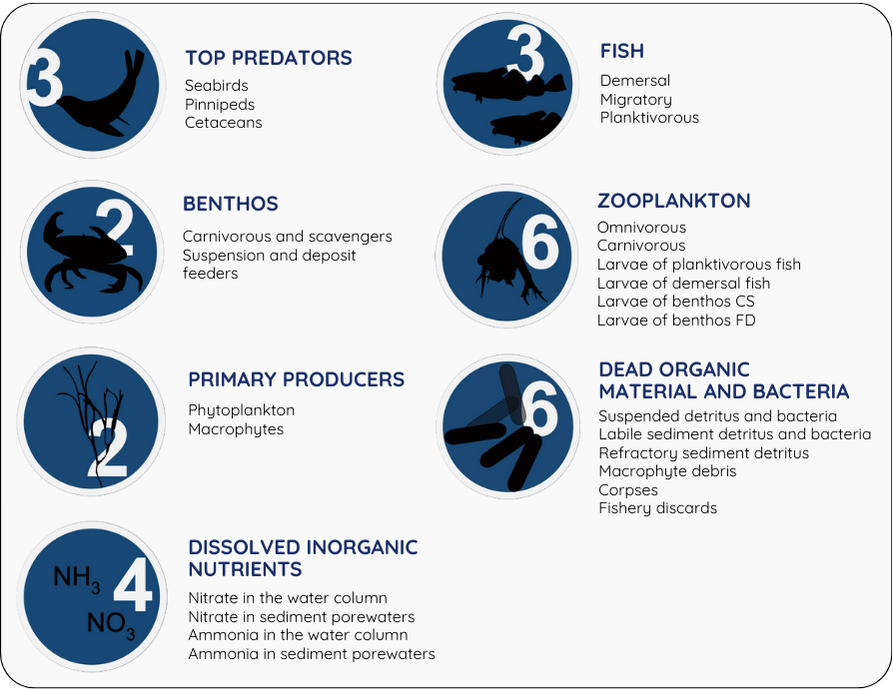 3
TOP PREDATORS
Seabirds
Pinnipeds
Cetaceans
3
FISH
Demersal
Migratory
Planktivorous
2
BENTHOS
Carnivorous and scavengers
Suspension and deposit
feeders
6
ZOOPLANKTON
Omnivorous
Carnivorous
Larvae of planktivorous fish
Larvae of demersal fish
Larvae of benthos CS
Larvae of benthos FD
2
PRIMARY PRODUCERS
Phytoplankton
Macrophytes
6
DEAD ORGANIC
MATERIAL AND BACTERIA
Suspended detritus and bacteria
Labile sediment detritus and bacteria
Refractory sediment detritus
Macrophyte debris
Corpses
Fishery discards
NH3
4
NO3
DISSOLVED INORGANIC
NUTRIENTS
Nitrate in the water column
Nitrate in sediment porewaters
Ammonia in the water column
Ammonia in sediment porewaters